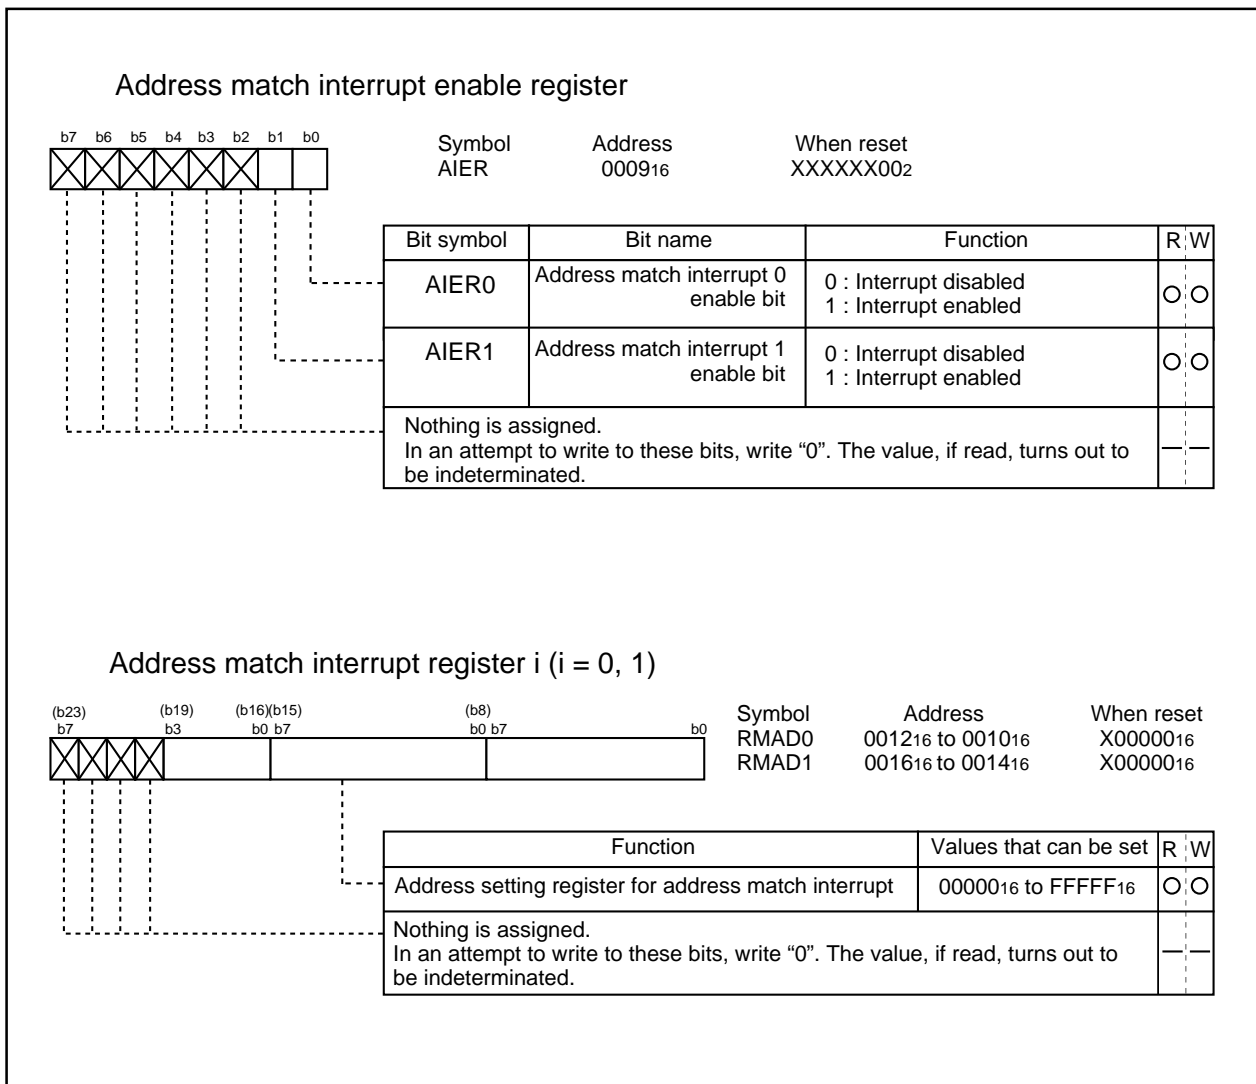 Address match interrupt enable register
b7 b6 b5 b4 b3 b2 b1 b0
Symbol Address When reset
AIER 000916 XXXXXX002
Bit symbol Bit name Function R W
AIER0 Address match interrupt 0 enable bit 0 : Interrupt disabled
1 : Interrupt enabled
AIER1 Address match interrupt 1 enable bit 0 : Interrupt disabled
1 : Interrupt enabled
Nothing is assigned.
In an attempt to write to these bits, write “0”. The value, if read, turns out to
be indeterminated.
Address match interrupt register i (i = 0, 1)
(b23) (b19) (b16)(b15) (b8)
b7 b3 b0 b7 b0 b7 b0
Symbol Address When reset
RMAD0 001216 to 001016 X0000016
RMAD1 001616 to 001416 X0000016
Function Values that can be set R W
Address setting register for address match interrupt 0000016 to FFFFF16
Nothing is assigned.
In an attempt to write to these bits, write “0”. The value, if read, turns out to
be indeterminated.